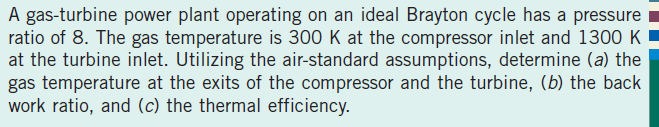 A gas-turbine power plant operating on an ideal Brayton cycle has a pressure
ratio of 8. The gas temperature is 300 K at the compressor inlet and 1300 K
at the turbine inlet. Utilizing the air-standard assumptions, determine (a) the
gas temperature at the exits of the compressor and the turbine, (b) the back
work ratio, and (c) the thermal efficiency.